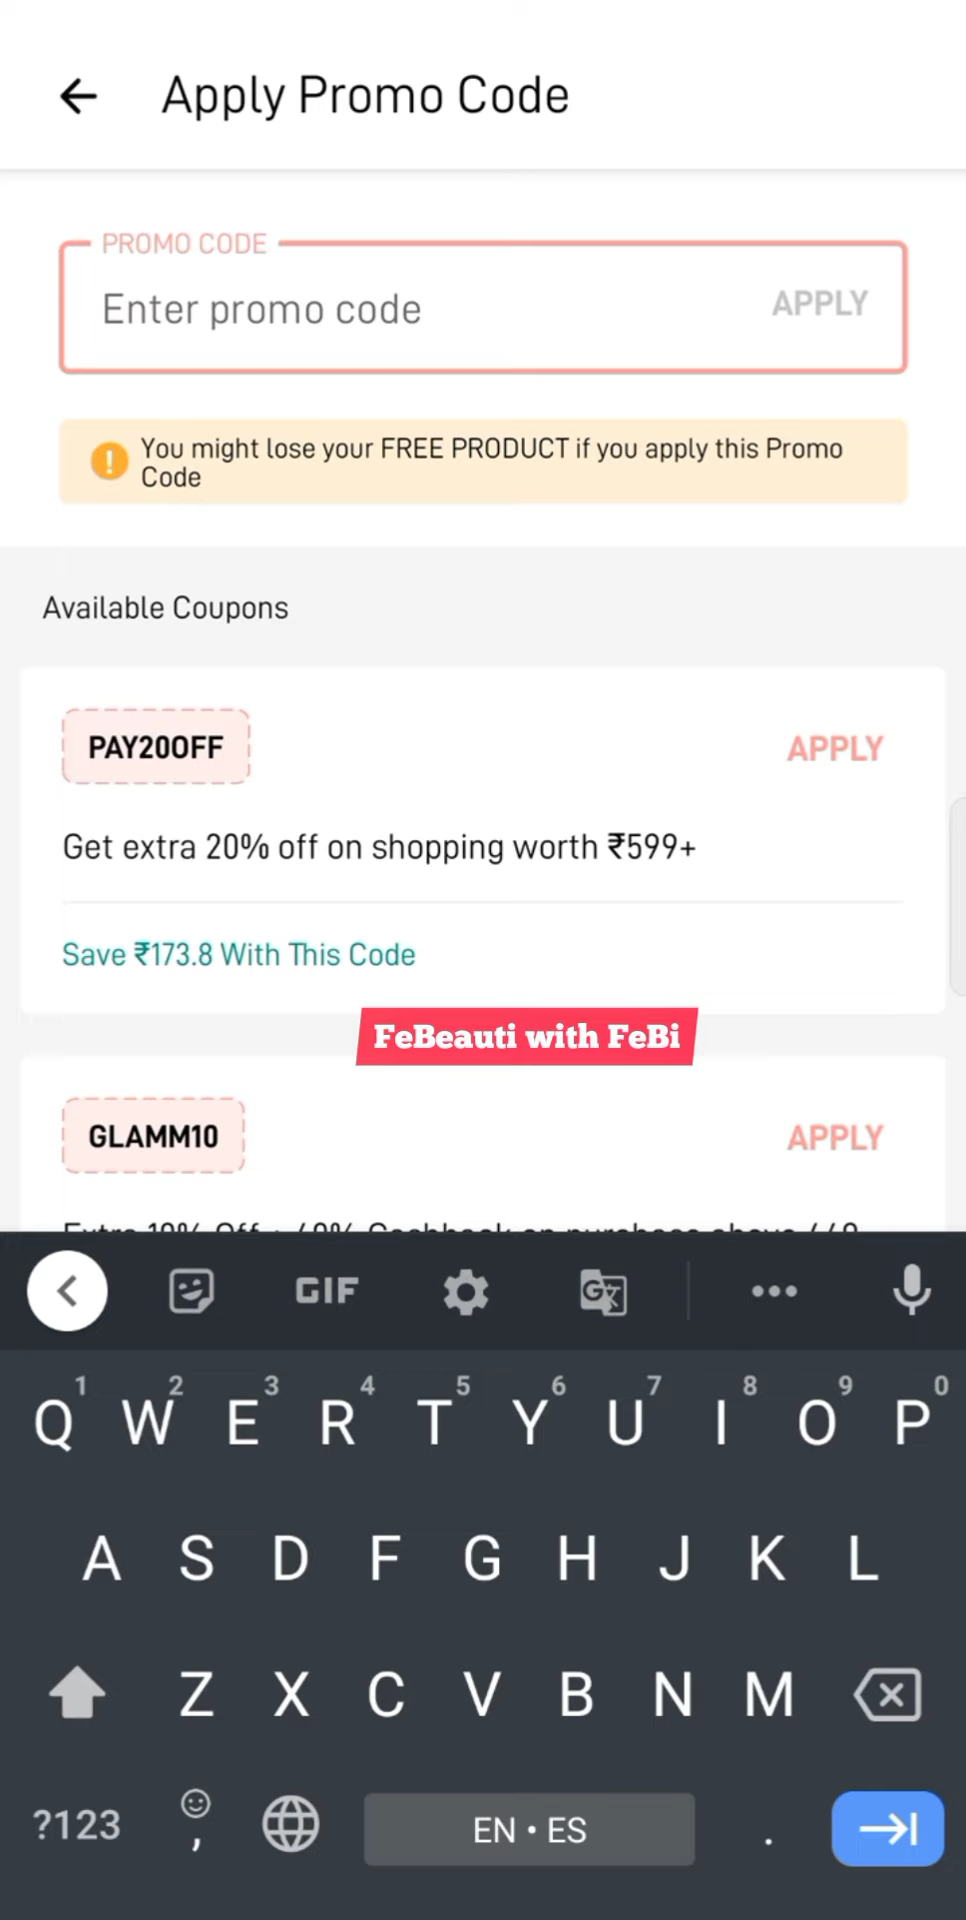 Apply Promo Code
PROMO CODE
Enter promo code
APPLY
You might lose your FREE PRODUCT if you apply this Promo
Code
Available Coupons
PAY20OFF
APPLY
Get extra 20% off on shopping worth ₹599+
Save ₹173.8 With This Code
FeBeauti with FeBi
GLAMM10
APPLY
GIF
1 2 3 4 5 6 7 8 9 0
Q W E R T Y U I O P
A S D F G H J K L
Z X C V B N M
?123 , EN • ES .